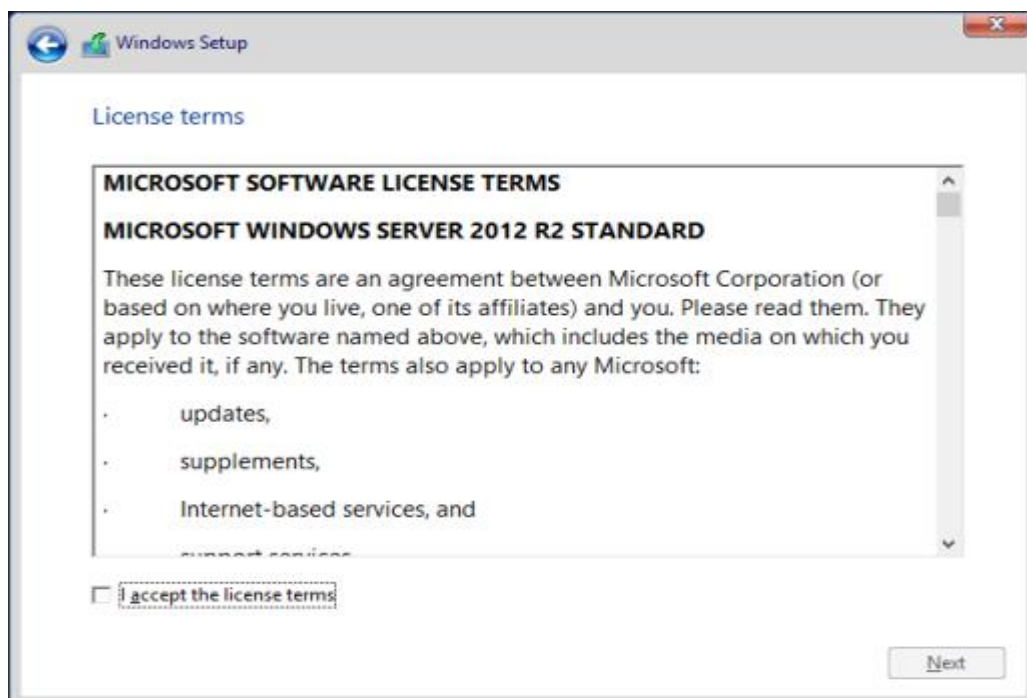 Windows Setup
License terms
MICROSOFT SOFTWARE LICENSE TERMS
MICROSOFT WINDOWS SERVER 2012 R2 STANDARD
These license terms are an agreement between Microsoft Corporation (or
based on where you live, one of its affiliates) and you. Please read them. They
apply to the software named above, which includes the media on which you
received it, if any. The terms also apply to any Microsoft:
· updates,
· supplements,
· Internet-based services, and
· support services
I accept the license terms
Next